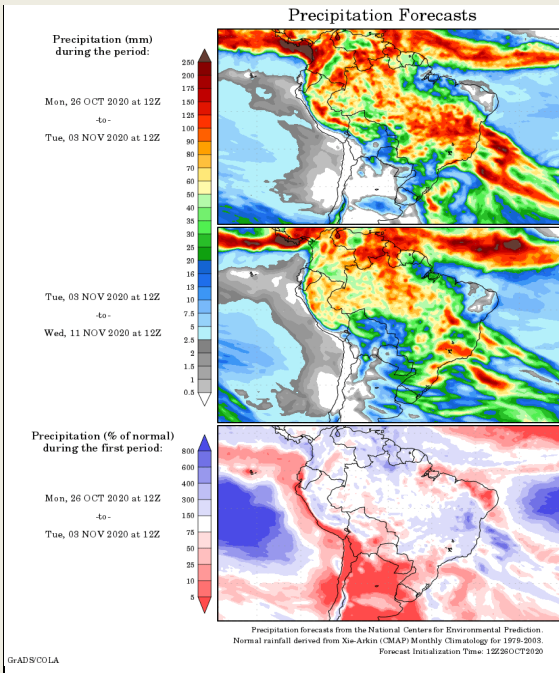 Precipitation Forecasts
Precipitation (mm)
during the period:
Mon, 26 OCT 2020 at 12Z
-to-
Tue, 03 NOV 2020 at 12Z
250
200
175
150
125
100
90
80
70
60
50
40
35
30
25
20
16
13
10
7.5
5
2.5
2
1.5
1
0.5
Tue, 03 NOV 2020 at 12Z
-to-
Wed, 11 NOV 2020 at 12Z
Precipitation (% of normal)
during the first period:
Mon, 26 OCT 2020 at 12Z
-to-
Tue, 03 NOV 2020 at 12Z
800
600
400
300
150
75
50
25
10
5
Precipitation forecasts from the National Centers for Environmental Prediction.
Normal rainfall derived from Xie-Arkin (CMAP) Monthly Climatology for 1979-2003.
Forecast Initialization Time: 12Z26OCT2020
GrADS/COLA